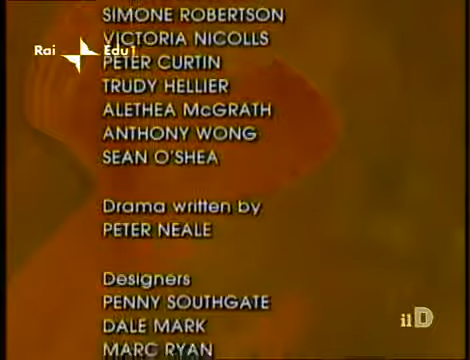 SIMONE ROBERTSON
VICTORIA NICOLLS
Rai Edu1
PETER CURTIN
TRUDY HELLIER
ALETHEA McGRATH
ANTHONY WONG
SEAN O'SHEA
Drama written by
PETER NEALE
Designers
PENNY SOUTHGATE
DALE MARK
MARC RYAN
ilD